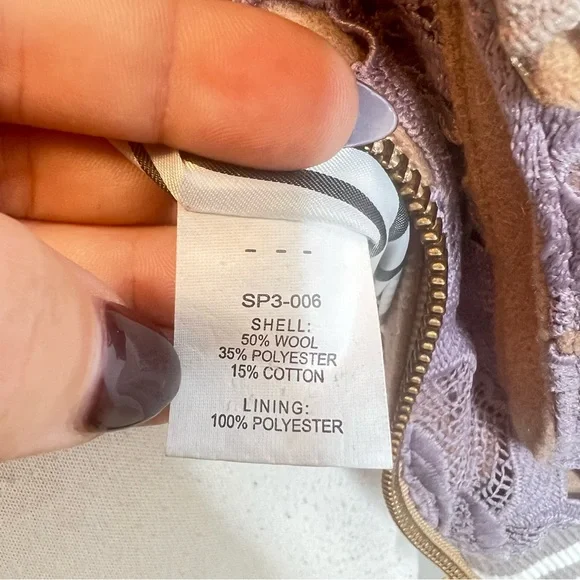 - - -
SP3-006
SHELL:
50% WOOL
35% POLYESTER
15% COTTON
LINING:
100% POLYESTER